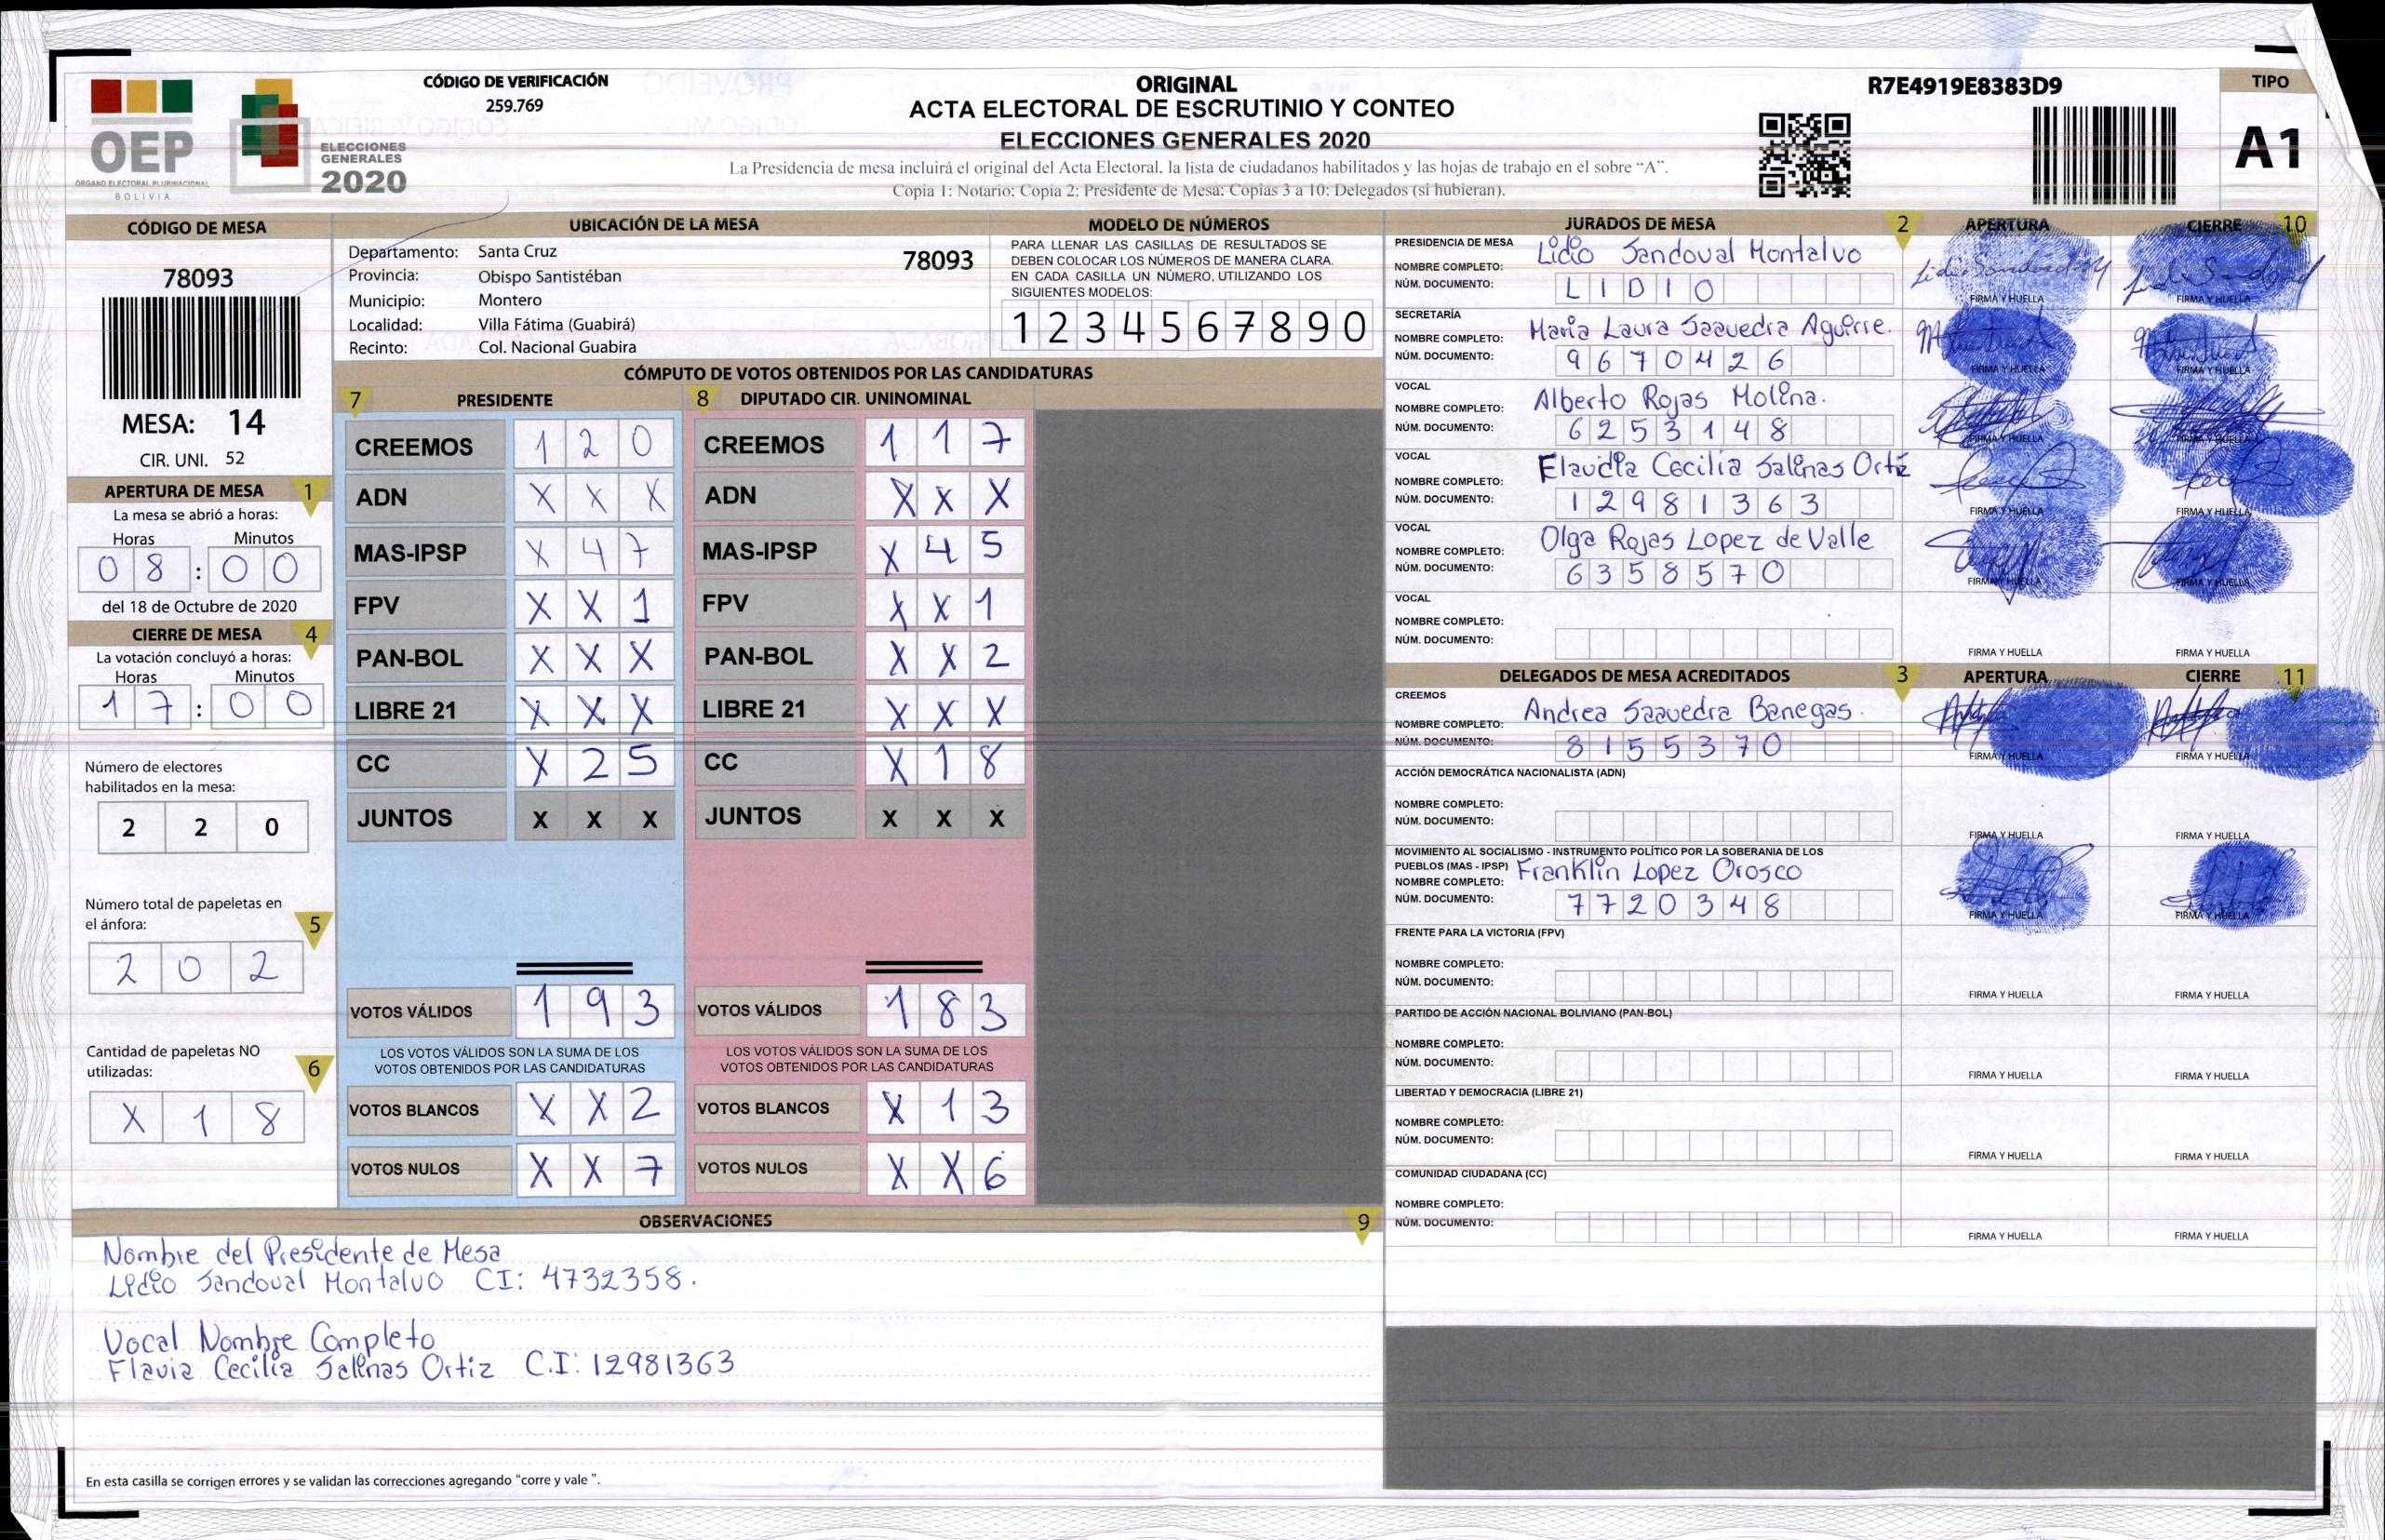 CÓDIGO DE VERIFICACIÓN
259.769
ORIGINAL
ACTA ELECTORAL DE ESCRUTINIO Y CONTEO
ELECCIONES GENERALES 2020
La Presidencia de mesa incluirá el original del Acta Electoral, la lista de ciudadanos habilitados y las hojas de trabajo en el sobre "A".
Copia 1: Notario; Copia 2: Presidente de Mesa; Copias 3 a 10: Delegados (si hubieran).
R7E4919E8383D9
TIPO
A1
OEP
ÓRGANO ELECTORAL PLURINACIONAL
BOLIVIA
ELECCIONES
GENERALES
2020
CÓDIGO DE MESA
78093
MESA: 14
CIR. UNI. 52
APERTURA DE MESA 1
La mesa se abrió a horas:
Horas Minutos
0 8 : 0 0
del 18 de Octubre de 2020
CIERRE DE MESA 4
La votación concluyó a horas:
Horas Minutos
1 7 : 0 0
Número de electores
habilitados en la mesa:
2 2 0
Número total de papeletas en
el ánfora: 5
2 0 2
Cantidad de papeletas NO
utilizadas: 6
X 1 8
UBICACIÓN DE LA MESA
Departamento: Santa Cruz 78093
Provincia: Obispo Santistéban
Municipio: Montero
Localidad: Villa Fátima (Guabirá)
Recinto: Col. Nacional Guabira
MODELO DE NÚMEROS
PARA LLENAR LAS CASILLAS DE RESULTADOS SE
DEBEN COLOCAR LOS NÚMEROS DE MANERA CLARA.
EN CADA CASILLA UN NÚMERO, UTILIZANDO LOS
SIGUIENTES MODELOS:
1 2 3 4 5 6 7 8 9 0
CÓMPUTO DE VOTOS OBTENIDOS POR LAS CANDIDATURAS
7 PRESIDENTE
CREEMOS 1 2 0
ADN X X X
MAS-IPSP X 4 7
FPV X X 1
PAN-BOL X X X
LIBRE 21 X X X
CC X 2 5
JUNTOS X X X
VOTOS VÁLIDOS 1 9 3
LOS VOTOS VÁLIDOS SON LA SUMA DE LOS
VOTOS OBTENIDOS POR LAS CANDIDATURAS
VOTOS BLANCOS X X 2
VOTOS NULOS X X 7
8 DIPUTADO CIR. UNINOMINAL
CREEMOS 1 1 7
ADN X X X
MAS-IPSP X 4 5
FPV X X 1
PAN-BOL X X 2
LIBRE 21 X X X
CC X 1 8
JUNTOS X X X
VOTOS VÁLIDOS 1 8 3
LOS VOTOS VÁLIDOS SON LA SUMA DE LOS
VOTOS OBTENIDOS POR LAS CANDIDATURAS
VOTOS BLANCOS X 1 3
VOTOS NULOS X X 6
JURADOS DE MESA 2 APERTURA CIERRE 10
PRESIDENCIA DE MESA
NOMBRE COMPLETO: Lidio Sandoval Montalvo
NÚM. DOCUMENTO: L I D I O
FIRMA Y HUELLA FIRMA Y HUELLA
SECRETARÍA
NOMBRE COMPLETO: Maria Laura Saavedra Aguirre.
NÚM. DOCUMENTO: 9 6 7 0 4 2 6
FIRMA Y HUELLA FIRMA Y HUELLA
VOCAL
NOMBRE COMPLETO: Alberto Rojas Molina.
NÚM. DOCUMENTO: 6 2 5 3 1 4 8
FIRMA Y HUELLA FIRMA Y HUELLA
VOCAL
NOMBRE COMPLETO: Elaudia Cecilia Salinas Ortiz
NÚM. DOCUMENTO: 1 2 9 8 1 3 6 3
FIRMA Y HUELLA FIRMA Y HUELLA
VOCAL
NOMBRE COMPLETO: Olga Rojas Lopez de Valle
NÚM. DOCUMENTO: 6 3 5 8 5 7 0
FIRMA Y HUELLA FIRMA Y HUELLA
VOCAL
NOMBRE COMPLETO:
NÚM. DOCUMENTO:
FIRMA Y HUELLA FIRMA Y HUELLA
DELEGADOS DE MESA ACREDITADOS 3 APERTURA CIERRE 11
CREEMOS
NOMBRE COMPLETO: Andrea Saavedra Banegas.
NÚM. DOCUMENTO: 8 1 5 5 3 7 0
FIRMA Y HUELLA FIRMA Y HUELLA
ACCIÓN DEMOCRÁTICA NACIONALISTA (ADN)
NOMBRE COMPLETO:
NÚM. DOCUMENTO:
FIRMA Y HUELLA FIRMA Y HUELLA
MOVIMIENTO AL SOCIALISMO - INSTRUMENTO POLÍTICO POR LA SOBERANIA DE LOS
PUEBLOS (MAS - IPSP)
NOMBRE COMPLETO: Franklin Lopez Orosco
NÚM. DOCUMENTO: 7 7 2 0 3 4 8
FIRMA Y HUELLA FIRMA Y HUELLA
FRENTE PARA LA VICTORIA (FPV)
NOMBRE COMPLETO:
NÚM. DOCUMENTO:
FIRMA Y HUELLA FIRMA Y HUELLA
PARTIDO DE ACCIÓN NACIONAL BOLIVIANO (PAN-BOL)
NOMBRE COMPLETO:
NÚM. DOCUMENTO:
FIRMA Y HUELLA FIRMA Y HUELLA
LIBERTAD Y DEMOCRACIA (LIBRE 21)
NOMBRE COMPLETO:
NÚM. DOCUMENTO:
FIRMA Y HUELLA FIRMA Y HUELLA
COMUNIDAD CIUDADANA (CC)
NOMBRE COMPLETO:
NÚM. DOCUMENTO:
FIRMA Y HUELLA FIRMA Y HUELLA
OBSERVACIONES 9
Nombre del Presidente de Mesa
Lidio Sandoval Montalvo CI: 4732358.
Vocal Nombre Completo
Flavia Cecilia Salinas Ortiz C.I: 12981363
En esta casilla se corrigen errores y se validan las correcciones agregando "corre y vale ".